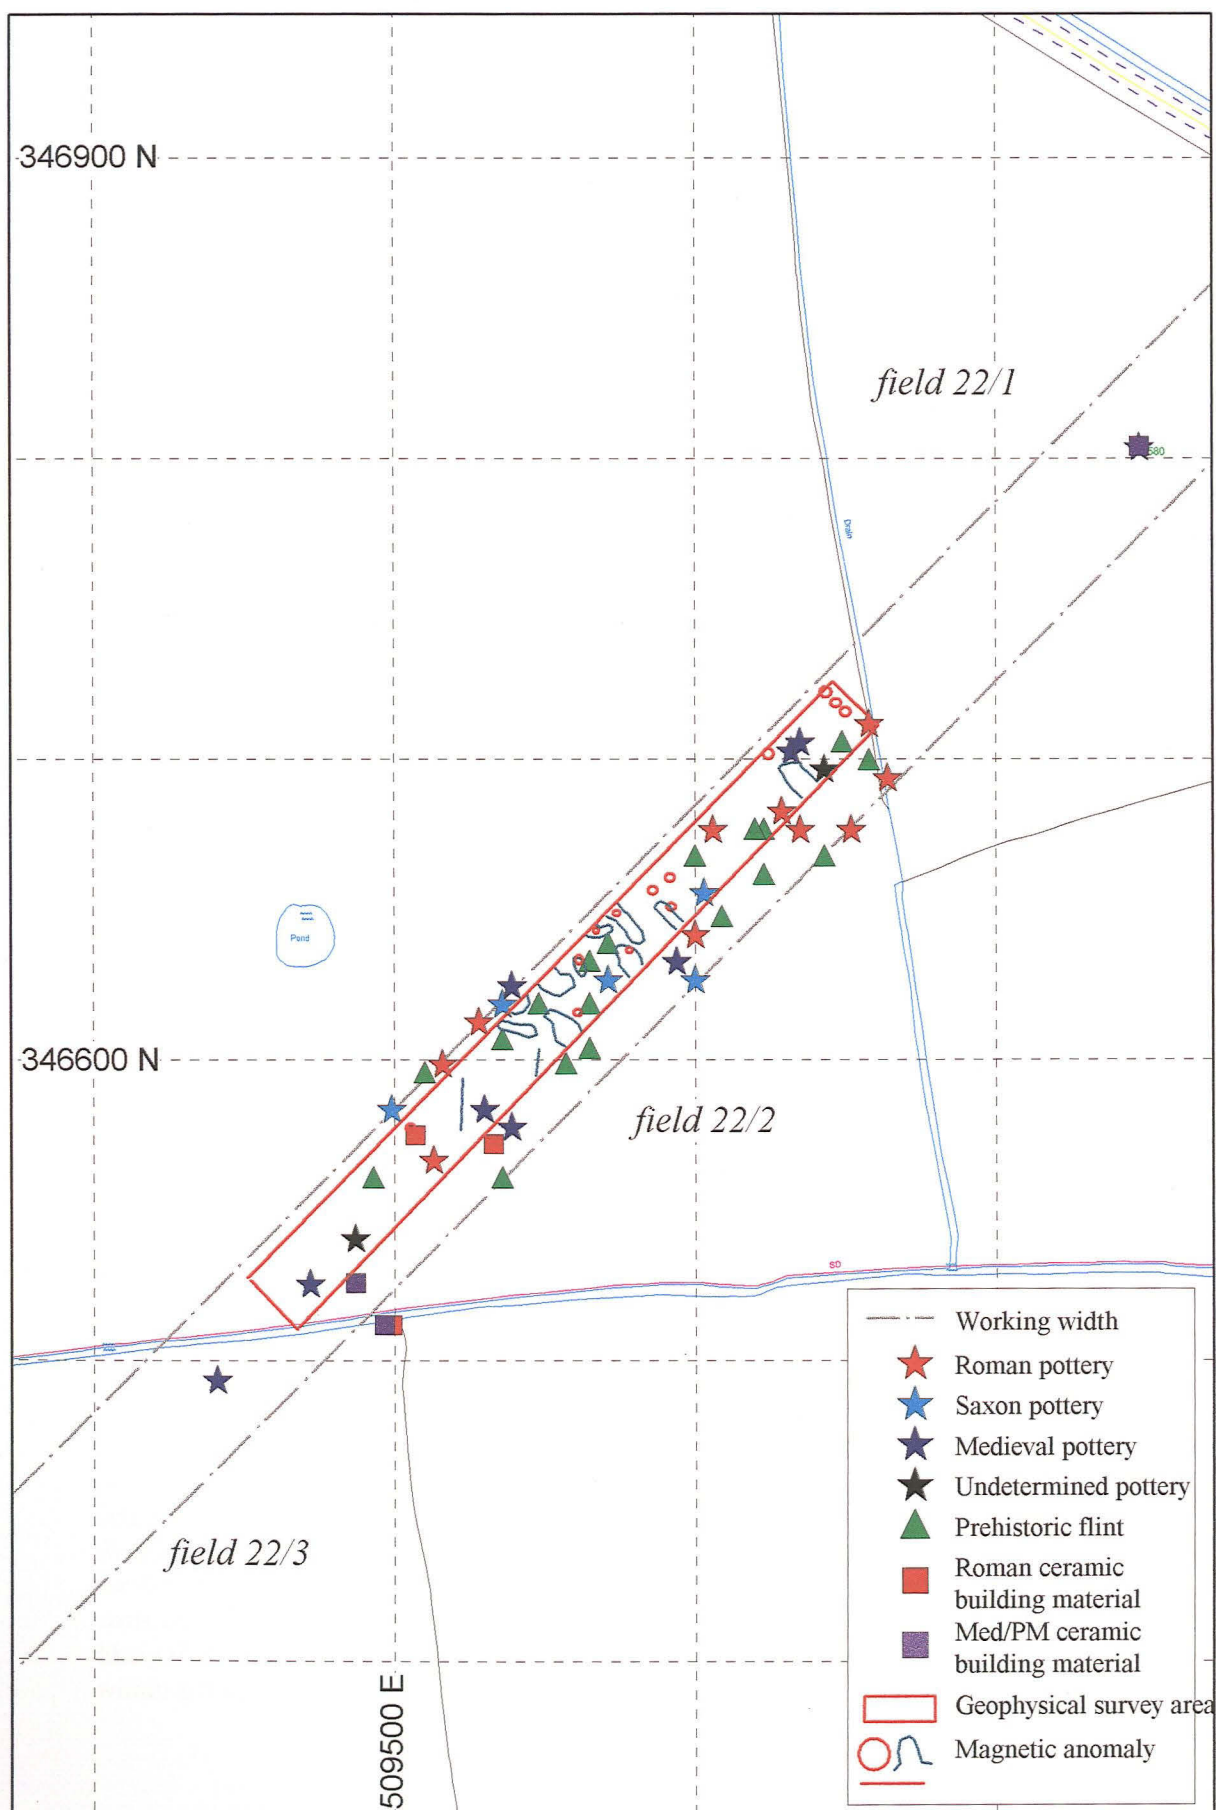 346900 N
field 22/1
580
Drain
Pond
346600 N
field 22/2
SD
field 22/3
509500 E
Working width
Roman pottery
Saxon pottery
Medieval pottery
Undetermined pottery
Prehistoric flint
Roman ceramic
building material
Med/PM ceramic
building material
Geophysical survey area
Magnetic anomaly